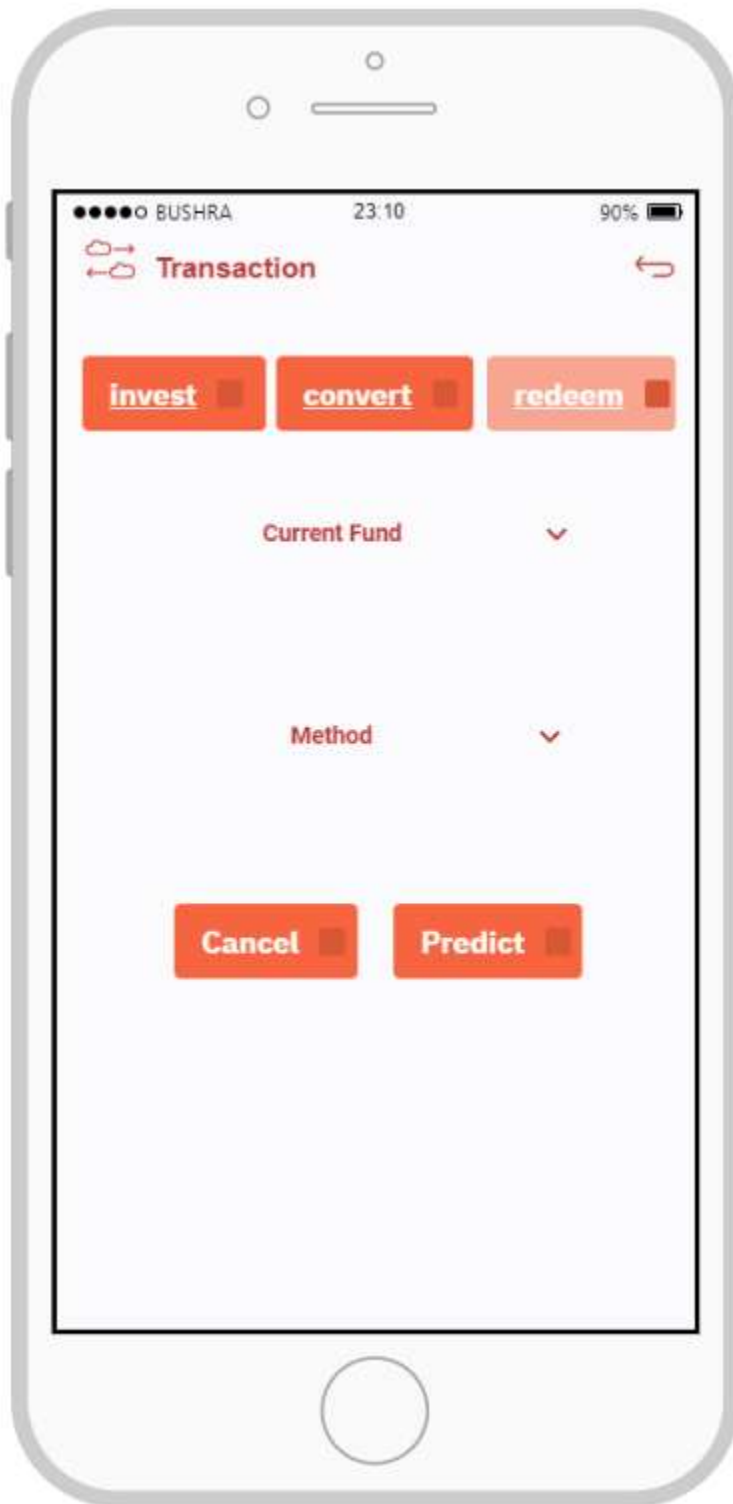 BUSHRA 23:10 90%
Transaction
invest convert redeem
Current Fund
Method
Cancel Predict